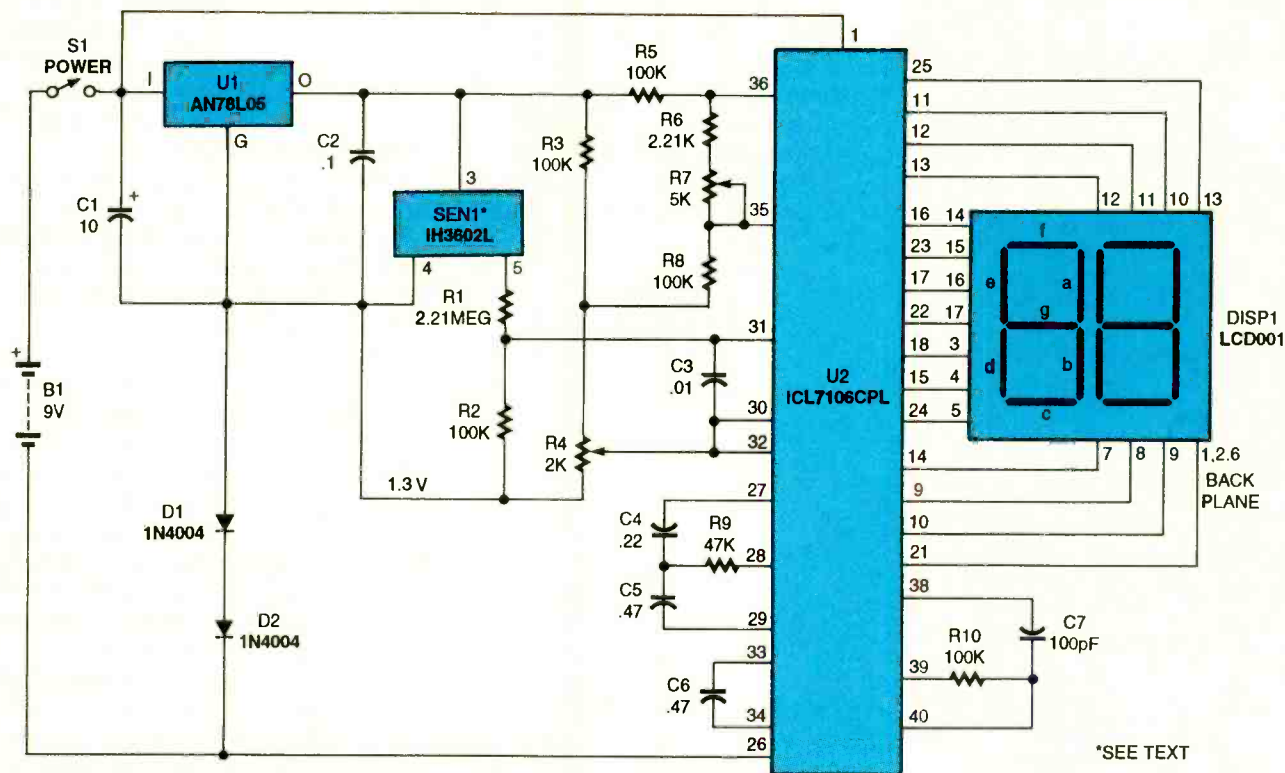 S1
POWER
I
U1
AN78L05
O
G
C1
10
+
B1
9V
+
D1
1N4004
D2
1N4004
C2
.1
3
SEN1*
IH3602L
4
5
R1
2.21MEG
R2
100K
1.3 V
R3
100K
R4
2K
R5
100K
R6
2.21K
R7
5K
R8
100K
C3
.01
C4
.22
R9
47K
C5
.47
C6
.47
1
36
35
31
30
32
27
28
29
33
34
26
U2
ICL7106CPL
25
11
12
13
16
23
17
22
18
15
24
14
9
10
21
38
39
40
12
11
10
13
14
15
16
17
3
4
5
7
8
9
1,2.6
BACK
PLANE
f
e
a
g
d
b
c
DISP1
LCD001
R10
100K
C7
100pF
*SEE TEXT